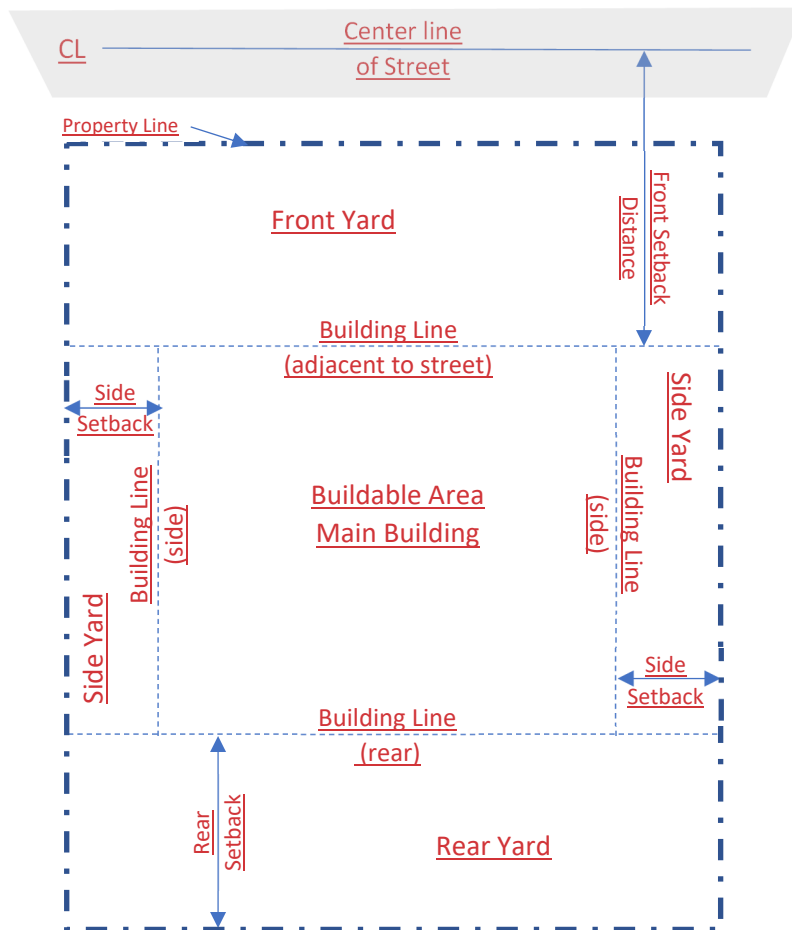 Center line
CL
of Street
Property Line
Front Yard
Front Setback
Distance
Building Line
(adjacent to street)
Side
Setback
Side Yard
Building Line
(side)
Buildable Area
Main Building
Building Line
(side)
Side Yard
Side
Setback
Building Line
(rear)
Rear
Setback
Rear Yard